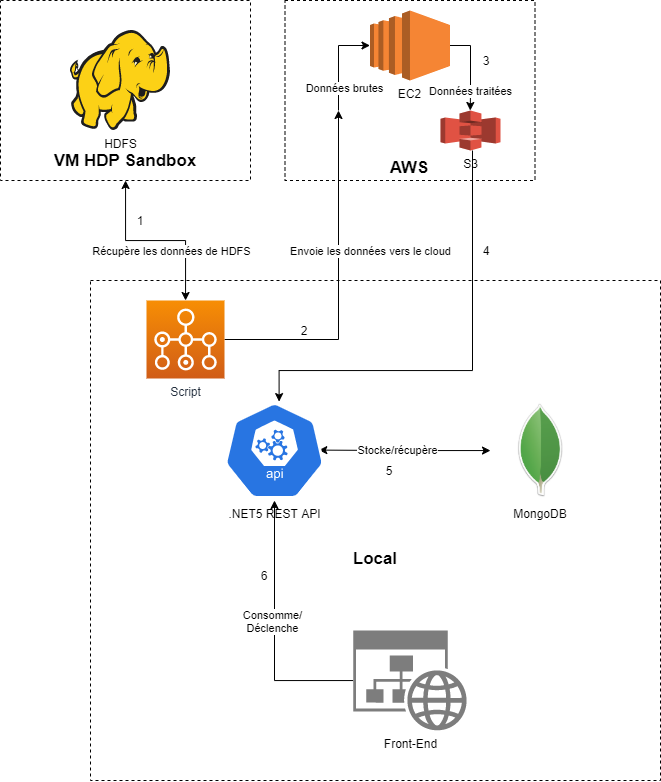 HDFS
VM HDP Sandbox
EC2
Données brutes
3
Données traitées
S3
AWS
1
Récupère les données de HDFS
Envoie les données vers le cloud
4
2
Script
api
.NET5 REST API
Stocke/récupère
5
MongoDB
Local
6
Consomme/
Déclenche
Front-End